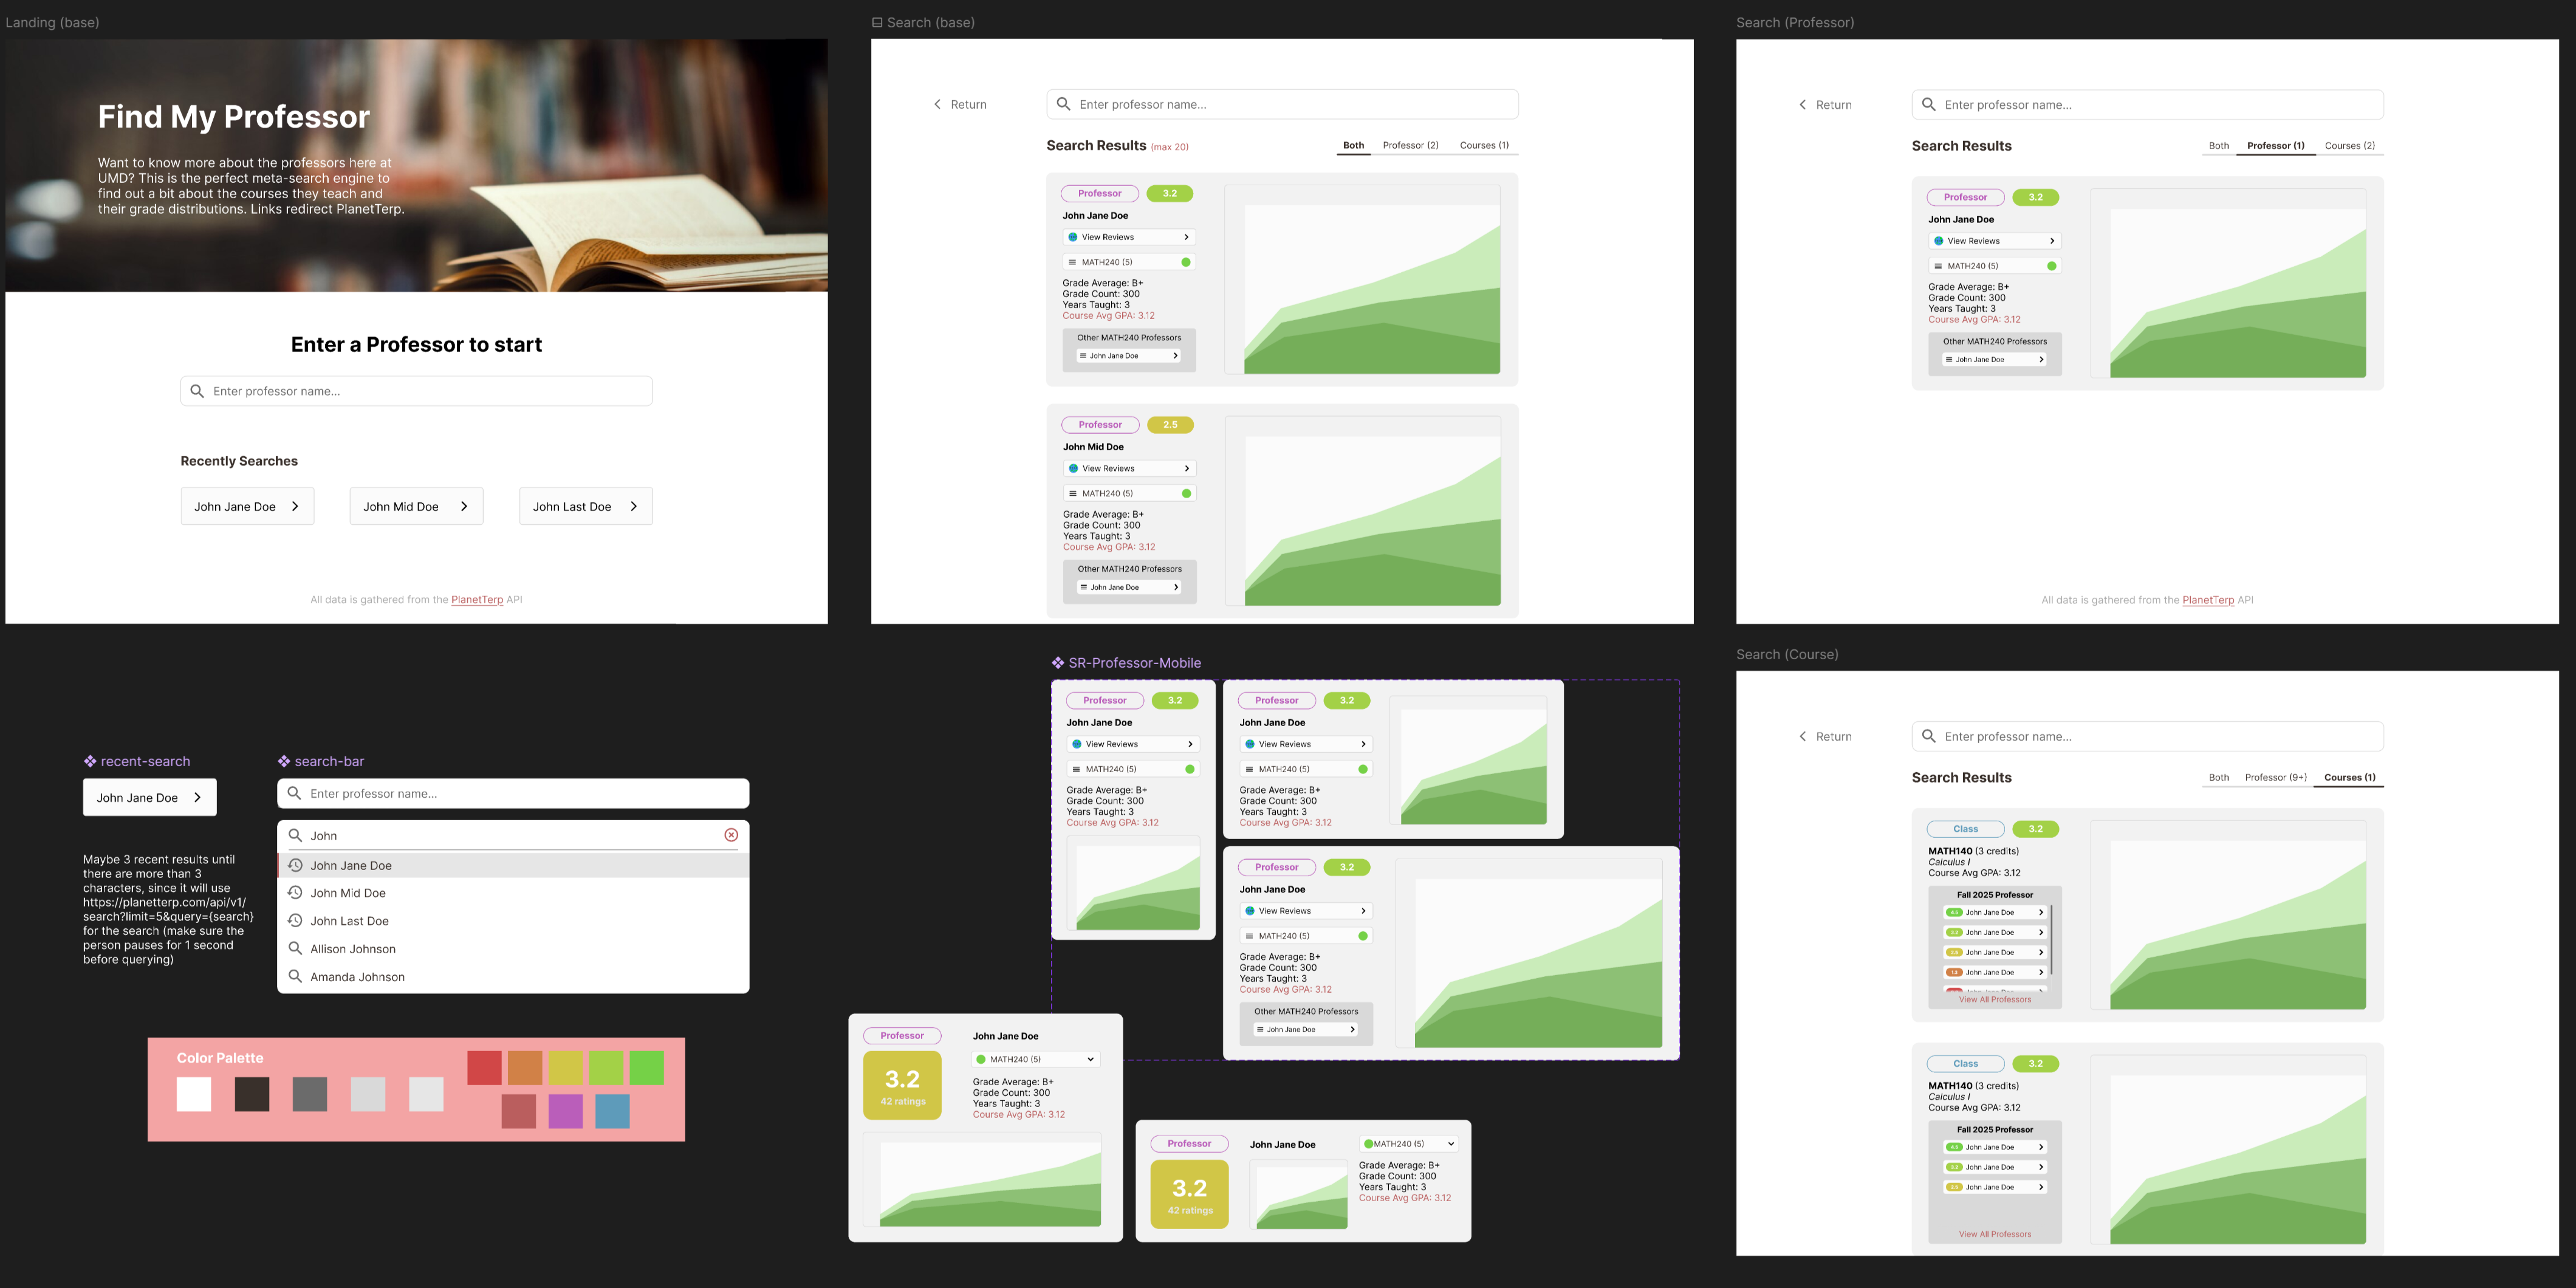 Landing (base)
Find My Professor
Want to know more about the professors here at
UMD? This is the perfect meta-search engine to
find out a bit about the courses they teach and
their grade distributions. Links redirect PlanetTerp.
Enter a Professor to start
Enter professor name...
Recently Searches
John Jane Doe
John Mid Doe
John Last Doe
All data is gathered from the PlanetTerp API
Search (base)
Return
Enter professor name...
Search Results (max 20)
Both
Professor (2)
Courses (1)
Professor
3.2
John Jane Doe
View Reviews
MATH240 (5)
Grade Average: B+
Grade Count: 300
Years Taught: 3
Course Avg GPA: 3.12
Other MATH240 Professors
John Jane Doe
Professor
2.5
John Mid Doe
View Reviews
MATH240 (5)
Grade Average: B+
Grade Count: 300
Years Taught: 3
Course Avg GPA: 3.12
Other MATH240 Professors
John Jane Doe
Search (Professor)
Return
Enter professor name...
Search Results
Both
Professor (1)
Courses (2)
Professor
3.2
John Jane Doe
View Reviews
MATH240 (5)
Grade Average: B+
Grade Count: 300
Years Taught: 3
Course Avg GPA: 3.12
Other MATH240 Professors
John Jane Doe
All data is gathered from the PlanetTerp API
recent-search
John Jane Doe
Maybe 3 recent results until
there are more than 3
characters, since it will use
https://planetterp.com/api/v1/
search?limit=5&query={search}
for the search (make sure the
person pauses for 1 second
before querying)
search-bar
Enter professor name...
John
John Jane Doe
John Mid Doe
John Last Doe
Allison Johnson
Amanda Johnson
Color Palette
SR-Professor-Mobile
Professor
3.2
John Jane Doe
View Reviews
MATH240 (5)
Grade Average: B+
Grade Count: 300
Years Taught: 3
Course Avg GPA: 3.12
Professor
3.2
John Jane Doe
View Reviews
MATH240 (5)
Grade Average: B+
Grade Count: 300
Years Taught: 3
Course Avg GPA: 3.12
Professor
3.2
John Jane Doe
View Reviews
MATH240 (5)
Grade Average: B+
Grade Count: 300
Years Taught: 3
Course Avg GPA: 3.12
Other MATH240 Professors
John Jane Doe
Professor
3.2
42 ratings
John Jane Doe
MATH240 (5)
Grade Average: B+
Grade Count: 300
Years Taught: 3
Course Avg GPA: 3.12
Professor
3.2
42 ratings
John Jane Doe
MATH240 (5)
Grade Average: B+
Grade Count: 300
Years Taught: 3
Course Avg GPA: 3.12
Search (Course)
Return
Enter professor name...
Search Results
Both
Professor (9+)
Courses (1)
Class
3.2
MATH140 (3 credits)
Calculus I
Course Avg GPA: 3.12
Fall 2025 Professor
John Jane Doe
John Jane Doe
John Jane Doe
John Jane Doe
View All Professors
Class
3.2
MATH140 (3 credits)
Calculus I
Course Avg GPA: 3.12
Fall 2025 Professor
John Jane Doe
John Jane Doe
John Jane Doe
View All Professors